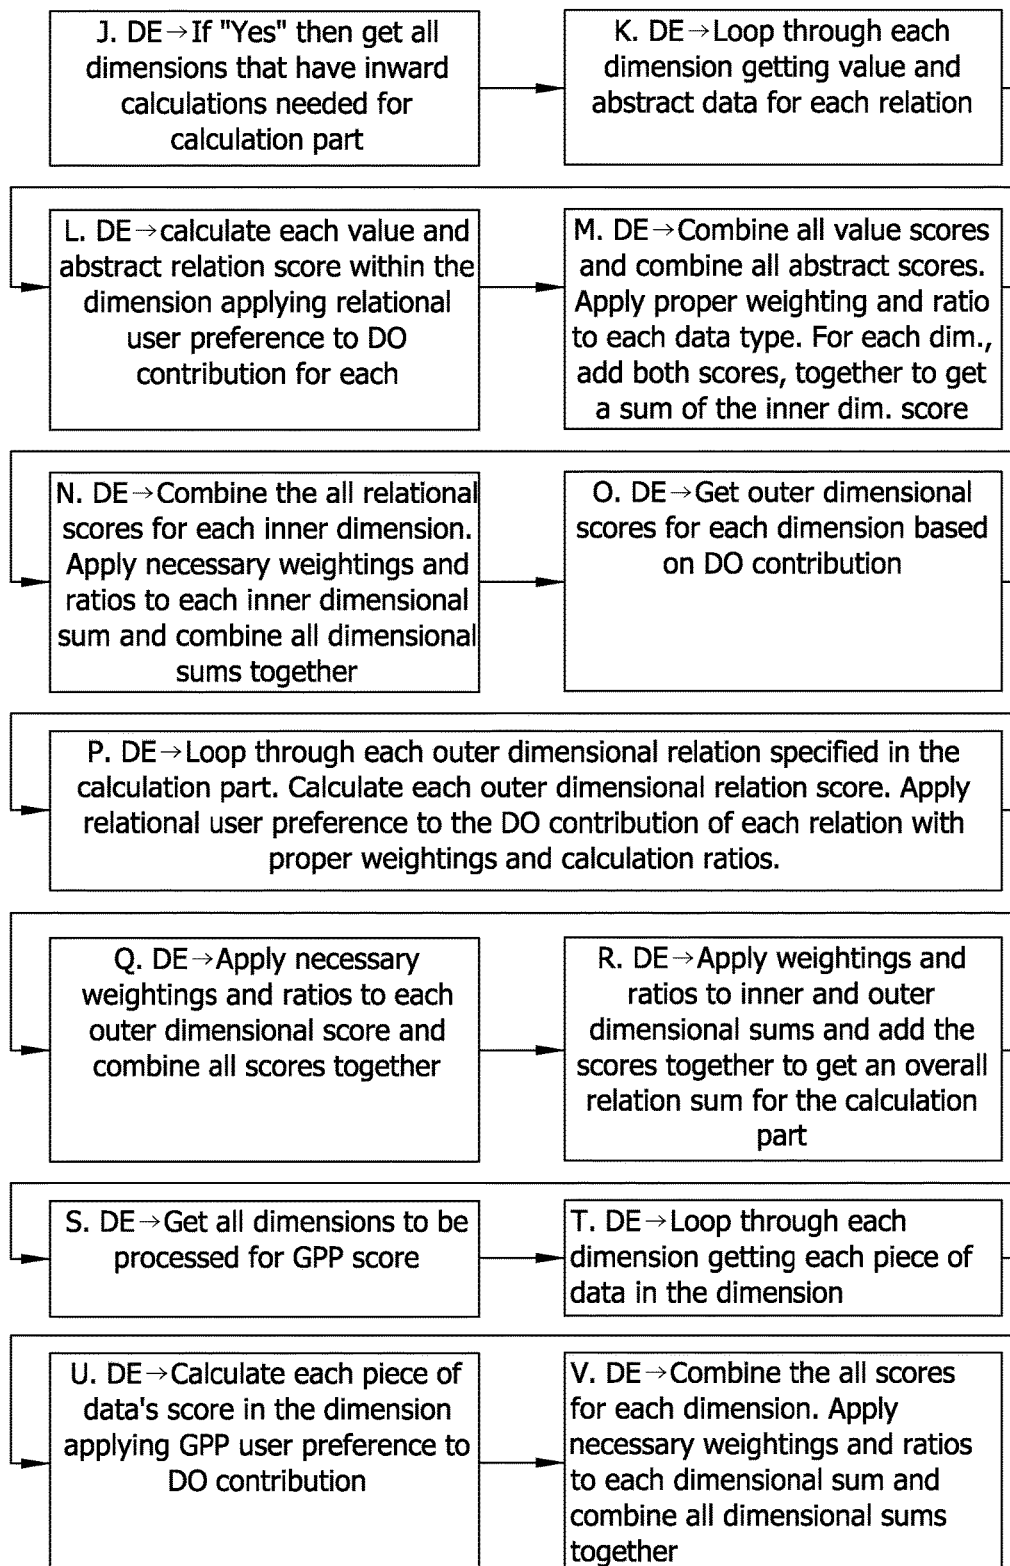 J. DE→If "Yes" then get all
dimensions that have inward
calculations needed for
calculation part
K. DE→Loop through each
dimension getting value and
abstract data for each relation
L. DE→calculate each value and
abstract relation score within the
dimension applying relational
user preference to DO
contribution for each
M. DE→Combine all value scores
and combine all abstract scores.
Apply proper weighting and ratio
to each data type. For each dim.,
add both scores, together to get
a sum of the inner dim. score
N. DE→Combine the all relational
scores for each inner dimension.
Apply necessary weightings and
ratios to each inner dimensional
sum and combine all dimensional
sums together
O. DE→Get outer dimensional
scores for each dimension based
on DO contribution
P. DE→Loop through each outer dimensional relation specified in the
calculation part. Calculate each outer dimensional relation score. Apply
relational user preference to the DO contribution of each relation with
proper weightings and calculation ratios.
Q. DE→Apply necessary
weightings and ratios to each
outer dimensional score and
combine all scores together
R. DE→Apply weightings and
ratios to inner and outer
dimensional sums and add the
scores together to get an overall
relation sum for the calculation
part
S. DE→Get all dimensions to be
processed for GPP score
T. DE→Loop through each
dimension getting each piece of
data in the dimension
U. DE→Calculate each piece of
data's score in the dimension
applying GPP user preference to
DO contribution
V. DE→Combine the all scores
for each dimension. Apply
necessary weightings and ratios
to each dimensional sum and
combine all dimensional sums
together